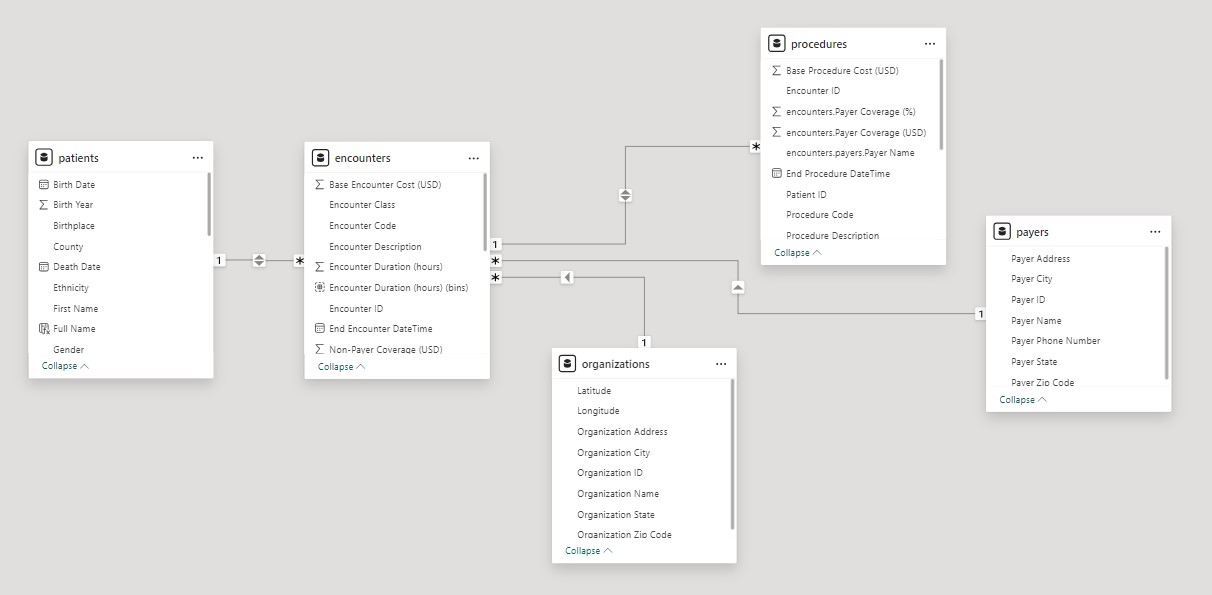 patients
Birth Date
Birth Year
Birthplace
County
Death Date
Ethnicity
First Name
Full Name
Gender
Collapse
1
*
encounters
Base Encounter Cost (USD)
Encounter Class
Encounter Code
Encounter Description
Encounter Duration (hours)
Encounter Duration (hours) (bins)
Encounter ID
End Encounter DateTime
Non-Payer Coverage (USD)
Collapse
1
*
*
*
1
1
procedures
Base Procedure Cost (USD)
Encounter ID
encounters.Payer Coverage (%)
encounters.Payer Coverage (USD)
encounters.payers.Payer Name
End Procedure DateTime
Patient ID
Procedure Code
Procedure Description
Collapse
organizations
Latitude
Longitude
Organization Address
Organization City
Organization ID
Organization Name
Organization State
Organization Zip Code
Collapse
payers
Payer Address
Payer City
Payer ID
Payer Name
Payer Phone Number
Payer State
Payer Zip Code
Collapse